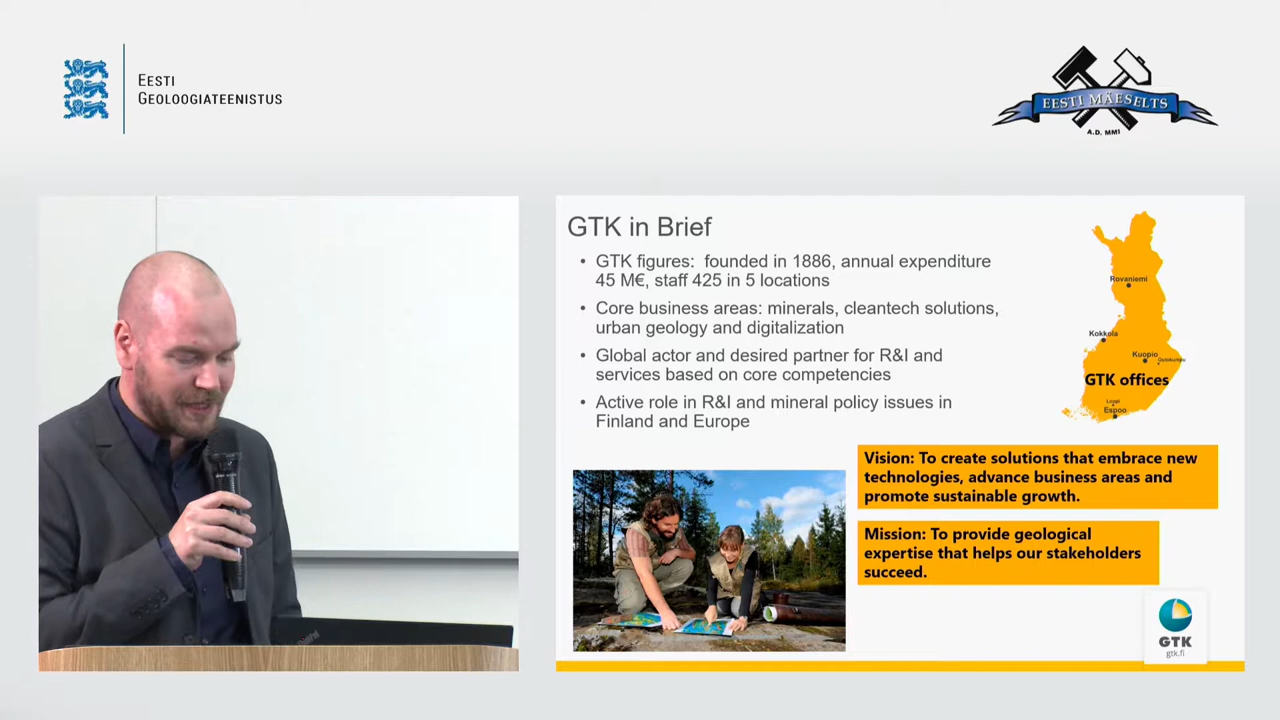 EESTI
GEOLOOGIATEENISTUS
EESTI MÄESELTS
A.D. MMI
GTK in Brief
• GTK figures:  founded in 1886, annual expenditure
45 M€, staff 425 in 5 locations
• Core business areas: minerals, cleantech solutions,
urban geology and digitalization
• Global actor and desired partner for R&I and
services based on core competencies
• Active role in R&I and mineral policy issues in
Finland and Europe
Rovaniemi
Kokkola
Kuopio
Outokumpu
GTK offices
Loppi
Espoo
Vision: To create solutions that embrace new
technologies, advance business areas and
promote sustainable growth.
Mission: To provide geological
expertise that helps our stakeholders
succeed.
GTK
gtk.fi